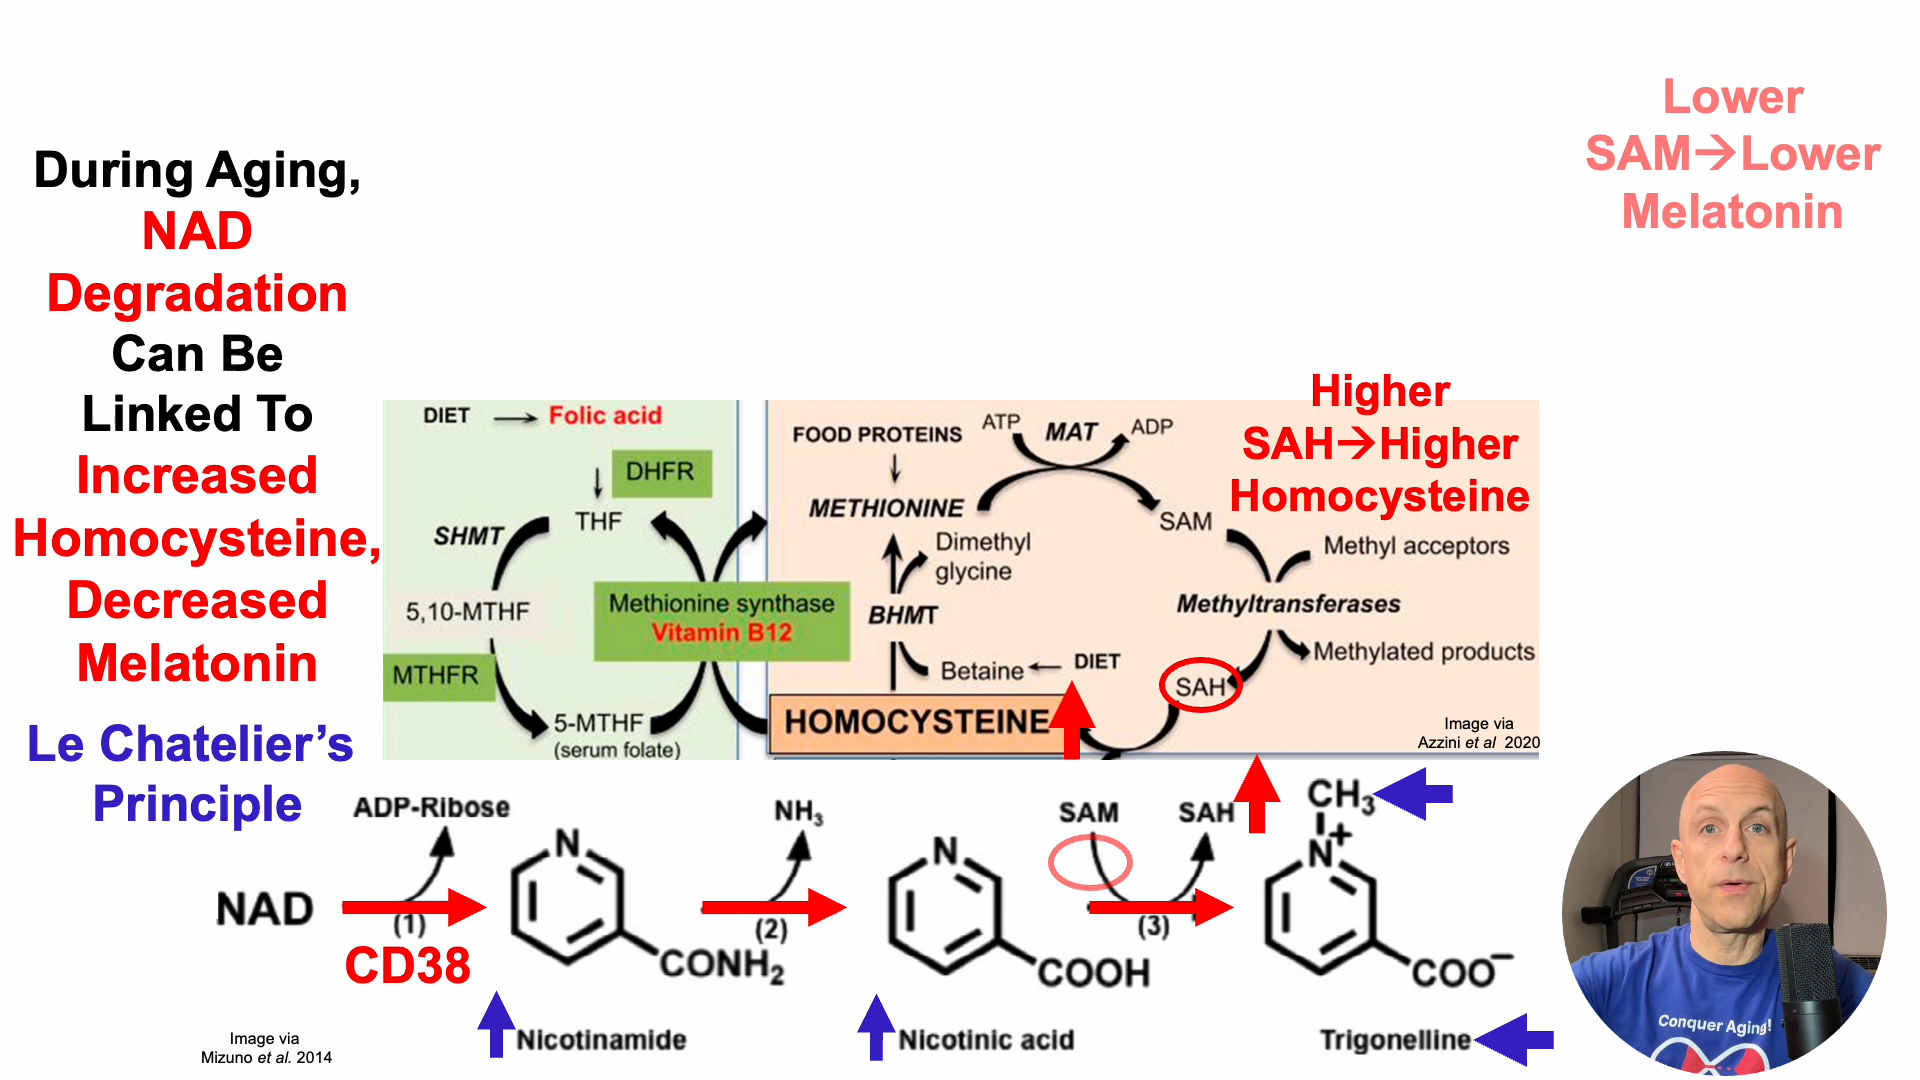 During Aging,
NAD
Degradation
Can Be
Linked To
Increased
Homocysteine,
Decreased
Melatonin
Le Chatelier’s
Principle
Lower
SAM→Lower
Melatonin
Higher
SAH→Higher
Homocysteine
DIET → Folic acid
DHFR
THF
SHMT
5,10-MTHF
MTHFR
5-MTHF
(serum folate)
Methionine synthase
Vitamin B12
FOOD PROTEINS
ATP
MAT
ADP
METHIONINE
SAM
Dimethyl
glycine
BHMT
Betaine ← DIET
HOMOCYSTEINE
Methyl acceptors
Methyltransferases
Methylated products
SAH
Image via
Azzini et al 2020
NAD
ADP-Ribose
(1)
CD38
N
CONH2
Nicotinamide
NH3
(2)
N
COOH
Nicotinic acid
SAM
SAH
(3)
CH3
N+
COO−
Trigonelline
Image via
Mizuno et al. 2014
Conquer Aging!